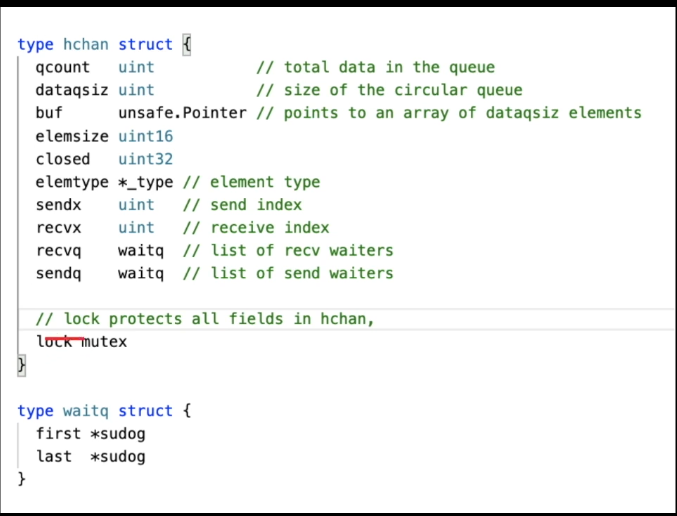 type hchan struct {
qcount uint // total data in the queue
dataqsiz uint // size of the circular queue
buf unsafe.Pointer // points to an array of dataqsiz elements
elemsize uint16
closed uint32
elemtype *_type // element type
sendx uint // send index
recvx uint // receive index
recvq waitq // list of recv waiters
sendq waitq // list of send waiters
// lock protects all fields in hchan,
lock mutex
}
type waitq struct {
first *sudog
last *sudog
}